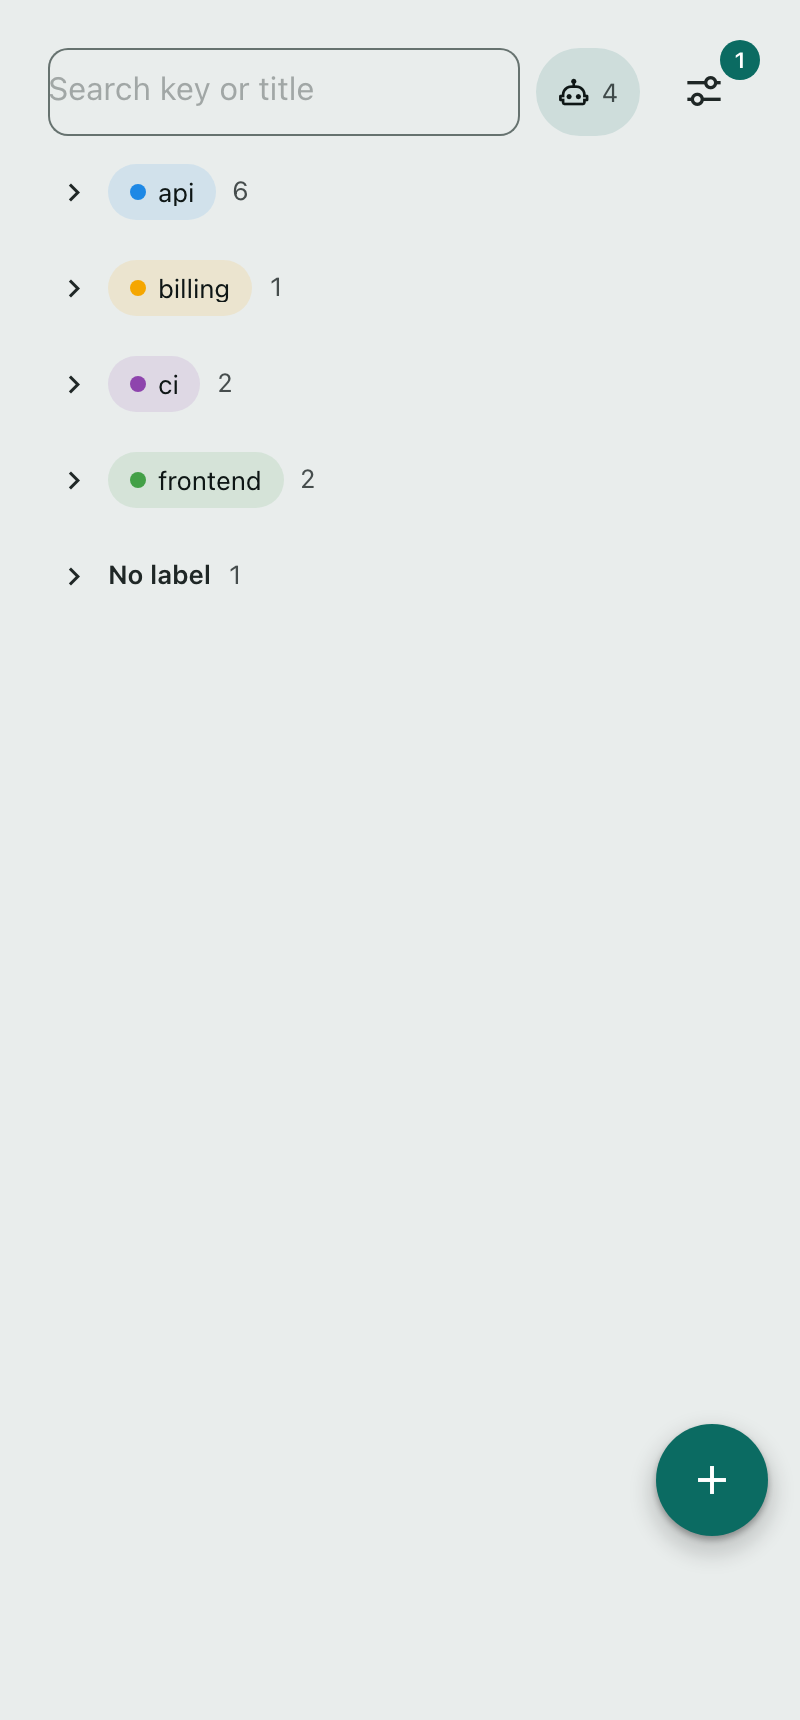 Search key or title
4
1
api 6
billing 1
ci 2
frontend 2
No label 1